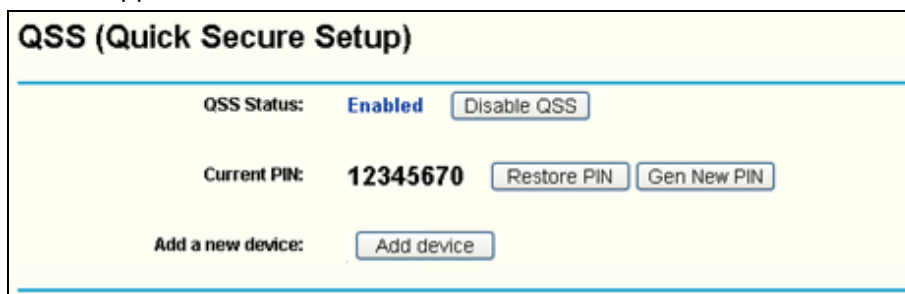 QSS (Quick Secure Setup)
QSS Status: Enabled Disable QSS
Current PIN: 12345670 Restore PIN Gen New PIN
Add a new device: Add device